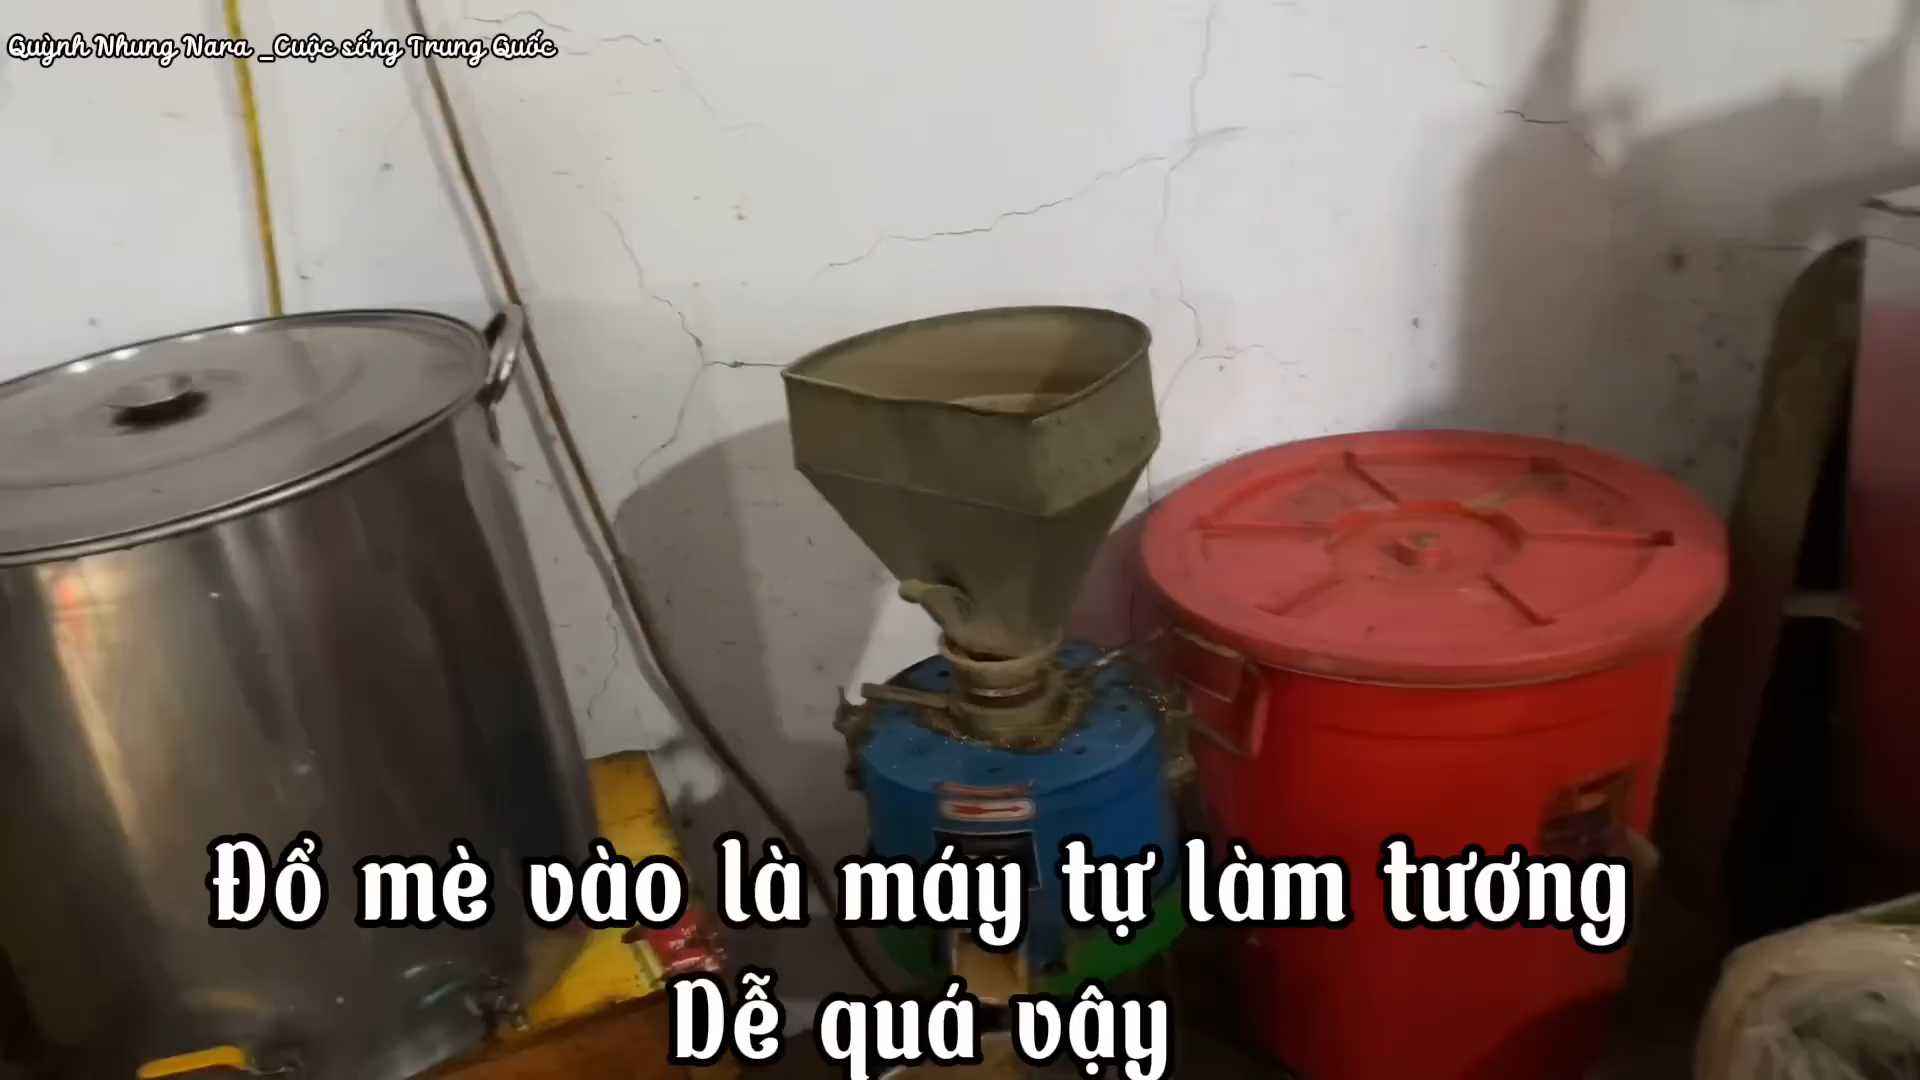 Quỳnh Nhung Nara _Cuộc sống Trung Quốc
Đổ mè vào là máy tự làm tương
Dễ quá vậy